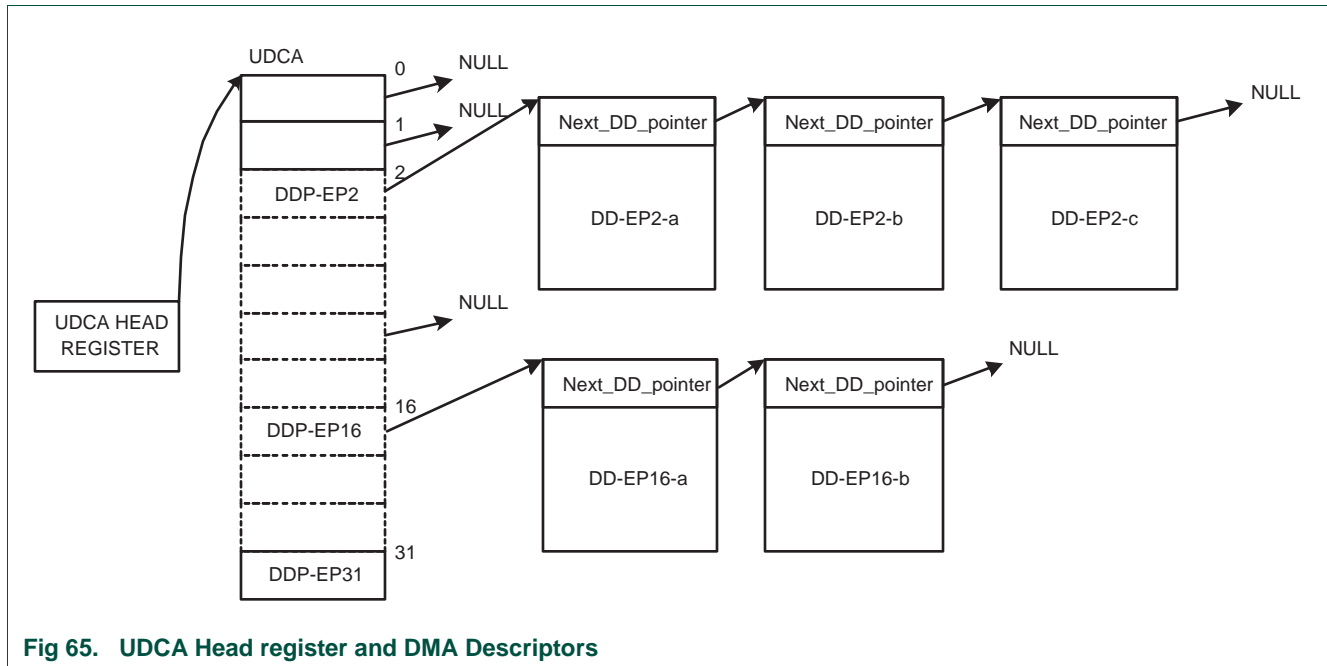 UDCA
0
NULL
1
NULL
2
DDP-EP2
Next_DD_pointer
Next_DD_pointer
Next_DD_pointer
NULL
DD-EP2-a
DD-EP2-b
DD-EP2-c
UDCA HEAD
REGISTER
NULL
16
DDP-EP16
Next_DD_pointer
Next_DD_pointer
NULL
DD-EP16-a
DD-EP16-b
31
DDP-EP31
Fig 65. UDCA Head register and DMA Descriptors